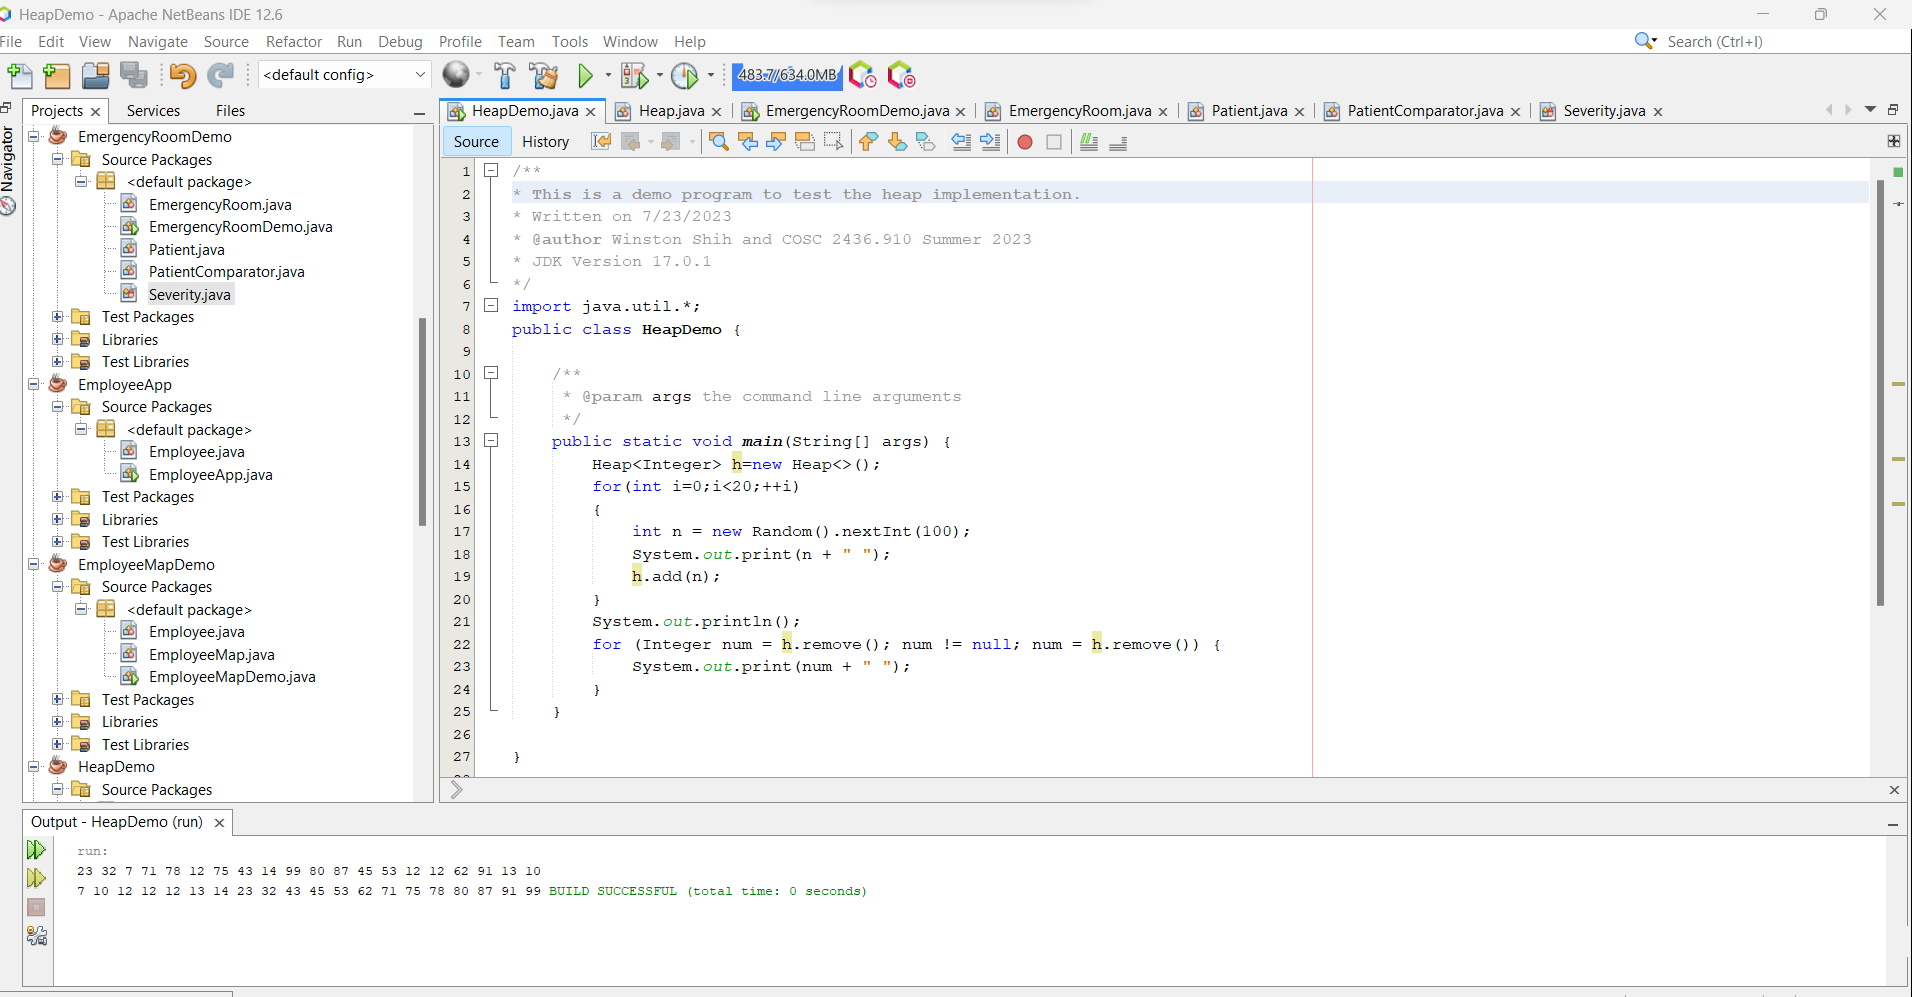 HeapDemo - Apache NetBeans IDE 12.6
File Edit View Navigate Source Refactor Run Debug Profile Team Tools Window Help
Search (Ctrl+I)
<default config>
483.7/634.0MB
Projects Services Files
Navigator
EmergencyRoomDemo
Source Packages
<default package>
EmergencyRoom.java
EmergencyRoomDemo.java
Patient.java
PatientComparator.java
Severity.java
Test Packages
Libraries
Test Libraries
EmployeeApp
Source Packages
<default package>
Employee.java
EmployeeApp.java
Test Packages
Libraries
Test Libraries
EmployeeMapDemo
Source Packages
<default package>
Employee.java
EmployeeMap.java
EmployeeMapDemo.java
Test Packages
Libraries
Test Libraries
HeapDemo
Source Packages
HeapDemo.java Heap.java EmergencyRoomDemo.java EmergencyRoom.java Patient.java PatientComparator.java Severity.java
Source History
1 /**
2 * This is a demo program to test the heap implementation.
3 * Written on 7/23/2023
4 * @author Winston Shih and COSC 2436.910 Summer 2023
5 * JDK Version 17.0.1
6 */
7 import java.util.*;
8 public class HeapDemo {
9
10 /**
11 * @param args the command line arguments
12 */
13 public static void main(String[] args) {
14 Heap<Integer> h=new Heap<>();
15 for(int i=0;i<20;++i)
16 {
17 int n = new Random().nextInt(100);
18 System.out.print(n + " ");
19 h.add(n);
20 }
21 System.out.println();
22 for (Integer num = h.remove(); num != null; num = h.remove()) {
23 System.out.print(num + " ");
24 }
25 }
26
27 }
Output - HeapDemo (run)
run:
23 32 7 71 78 12 75 43 14 99 80 87 45 53 12 12 62 91 13 10
7 10 12 12 12 13 14 23 32 43 45 53 62 71 75 78 80 87 91 99 BUILD SUCCESSFUL (total time: 0 seconds)